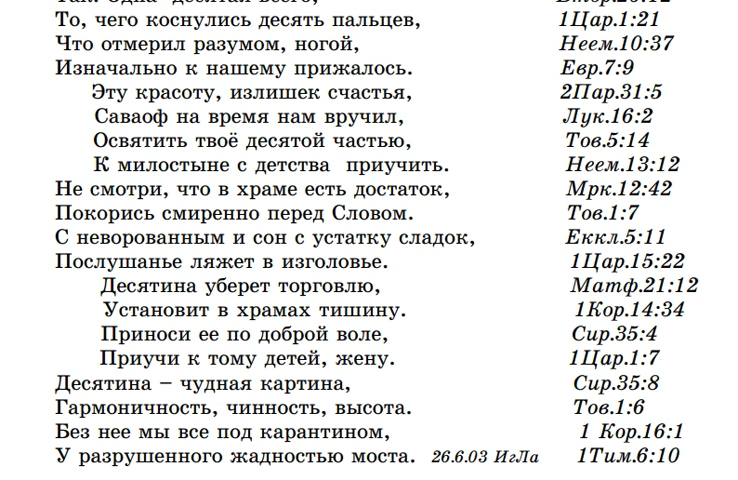 То, чего коснулись десять пальцев, 1Цар.1:21
Что отмерил разумом, ногой, Неем.10:37
Изначально к нашему прижалось. Евр.7:9
Эту красоту, излишек счастья, 2Пар.31:5
Саваоф на время нам вручил, Лук.16:2
Освятить твоё десятой частью, Тов.5:14
К милостыне с детства приучить. Неем.13:12
Не смотри, что в храме есть достаток, Мрк.12:42
Покорись смиренно перед Словом. Тов.1:7
С неворованным и сон с устатку сладок, Еккл.5:11
Послушанье ляжет в изголовье. 1Цар.15:22
Десятина уберет торговлю, Матф.21:12
Установит в храмах тишину. 1Кор.14:34
Приноси ее по доброй воле, Сир.35:4
Приучи к тому детей, жену. 1Цар.1:7
Десятина – чудная картина, Сир.35:8
Гармоничность, чинность, высота. Тов.1:6
Без нее мы все под карантином, 1 Кор.16:1
У разрушенного жадностью моста. 26.6.03 ИгЛа 1Тим.6:10